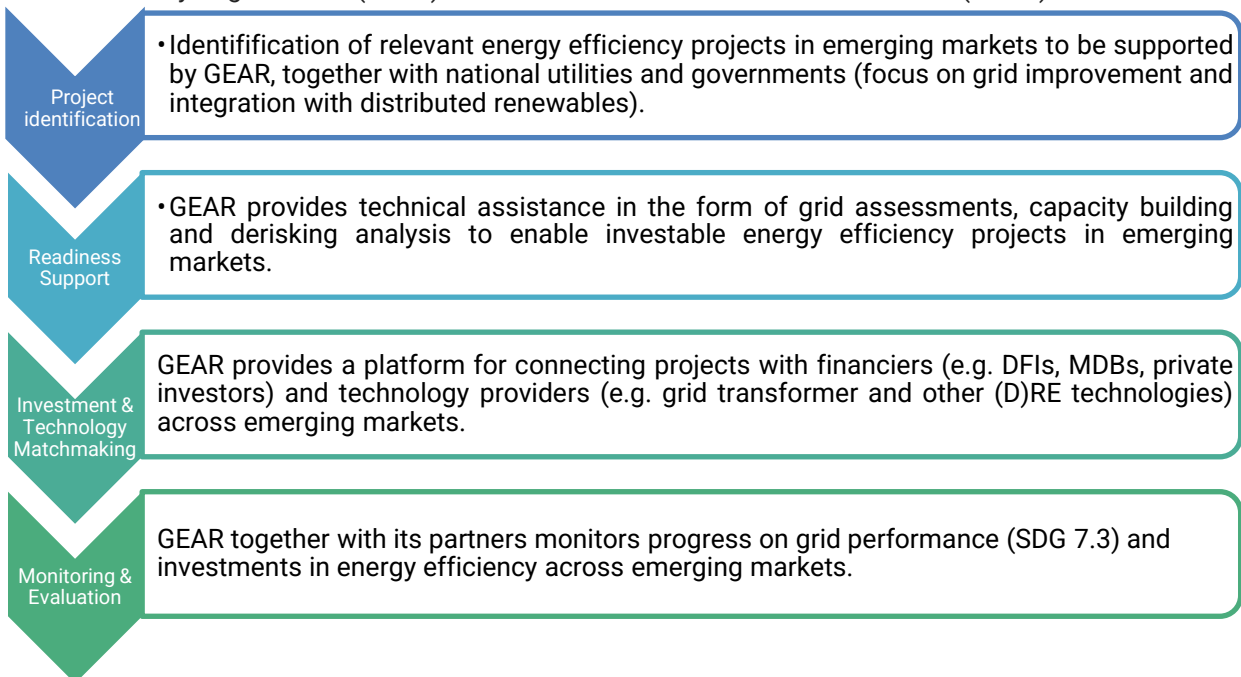 Project
identification
•Identifification of relevant energy efficiency projects in emerging markets to be supported
by GEAR, together with national utilities and governments (focus on grid improvement and
integration with distributed renewables).
Readiness
Support
•GEAR provides technical assistance in the form of grid assessments, capacity building
and derisking analysis to enable investable energy efficiency projects in emerging
markets.
Investment &
Technology
Matchmaking
GEAR provides a platform for connecting projects with financiers (e.g. DFIs, MDBs, private
investors) and technology providers (e.g. grid transformer and other (D)RE technologies)
across emerging markets.
Monitoring &
Evaluation
GEAR together with its partners monitors progress on grid performance (SDG 7.3) and
investments in energy efficiency across emerging markets.